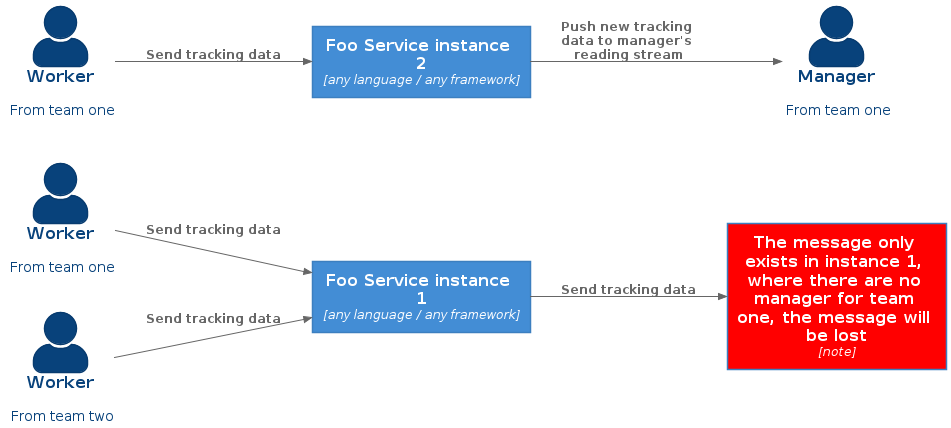 Worker
From team one
Send tracking data
Foo Service instance
2
[any language / any framework]
Push new tracking
data to manager's
reading stream
Manager
From team one
Worker
From team one
Send tracking data
Worker
From team two
Send tracking data
Foo Service instance
1
[any language / any framework]
Send tracking data
The message only
exists in instance 1,
where there are no
manager for team
one, the message will
be lost
[note]